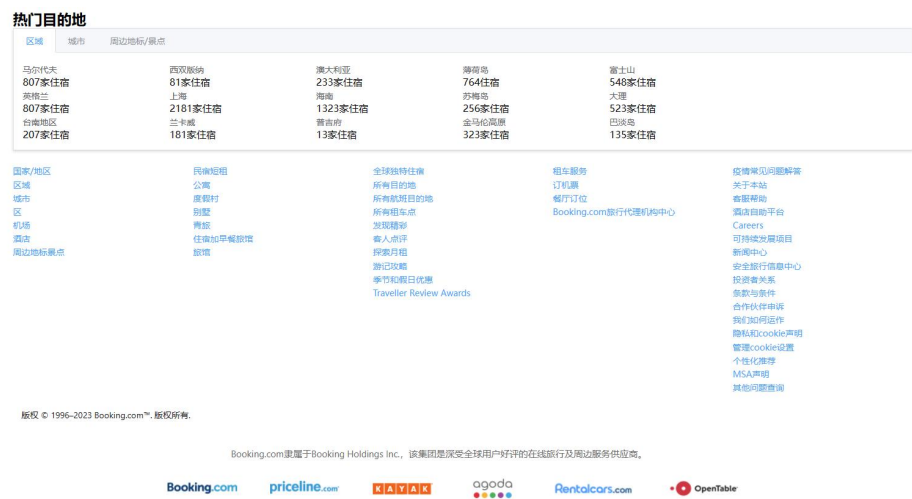 热门目的地
区域 城市 周边地标/景点
马尔代夫 西双版纳 澳大利亚 薄荷岛 富士山
807家住宿 81家住宿 233家住宿 764住宿 548家住宿
英格兰 上海 海南 苏梅岛 大理
807家住宿 2181家住宿 1323家住宿 256家住宿 523家住宿
台南地区 兰卡威 普吉府 金马伦高原 巴淡岛
207家住宿 181家住宿 13家住宿 323家住宿 135家住宿
国家/地区 民宿短租 全球独特住宿 租车服务 疫情常见问题解答
区域 公寓 所有目的地 订机票 关于本站
城市 度假村 所有航班目的地 餐厅订位 客服帮助
区 别墅 所有租车点 Booking.com旅行代理机构中心 酒店自助平台
机场 青旅 发现精彩 Careers
酒店 住宿加早餐旅馆 客人点评 可持续发展项目
周边地标景点 旅馆 探索月租 新闻中心
游记攻略 安全旅行信息中心
季节和假日优惠 投资者关系
Traveller Review Awards 条款与条件
合作伙伴申诉
我们如何运作
隐私和cookie声明
管理cookie设置
个性化推荐
MSA声明
其他问题查询
版权 © 1996–2023 Booking.com™. 版权所有.
Booking.com隶属于Booking Holdings Inc.，该集团是深受全球用户好评的在线旅行及周边服务供应商。
Booking.com priceline.com KAYAK agoda Rentalcars.com OpenTable